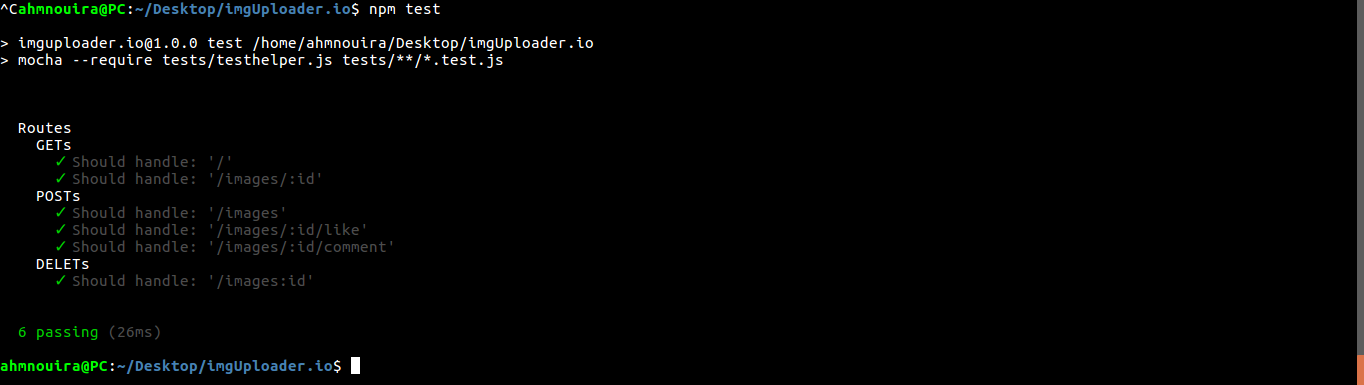 ^Cahmnouira@PC:~/Desktop/imgUploader.io$ npm test
> imguploader.io@1.0.0 test /home/ahmnouira/Desktop/imgUploader.io
> mocha --require tests/testhelper.js tests/**/*.test.js
Routes
GETs
✓ Should handle: '/'
✓ Should handle: '/images/:id'
POSTs
✓ Should handle: '/images'
✓ Should handle: '/images/:id/like'
✓ Should handle: '/images/:id/comment'
DELETs
✓ Should handle: '/images:id'
6 passing (26ms)
ahmnouira@PC:~/Desktop/imgUploader.io$